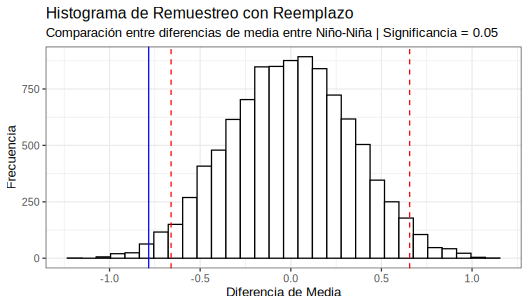 Histograma de Remuestreo con Reemplazo
Comparación entre diferencias de media entre Niño-Niña | Significancia = 0.05
Frecuencia
750
500
250
0
-1.0
-0.5
0.0
0.5
1.0
Diferencia de Media